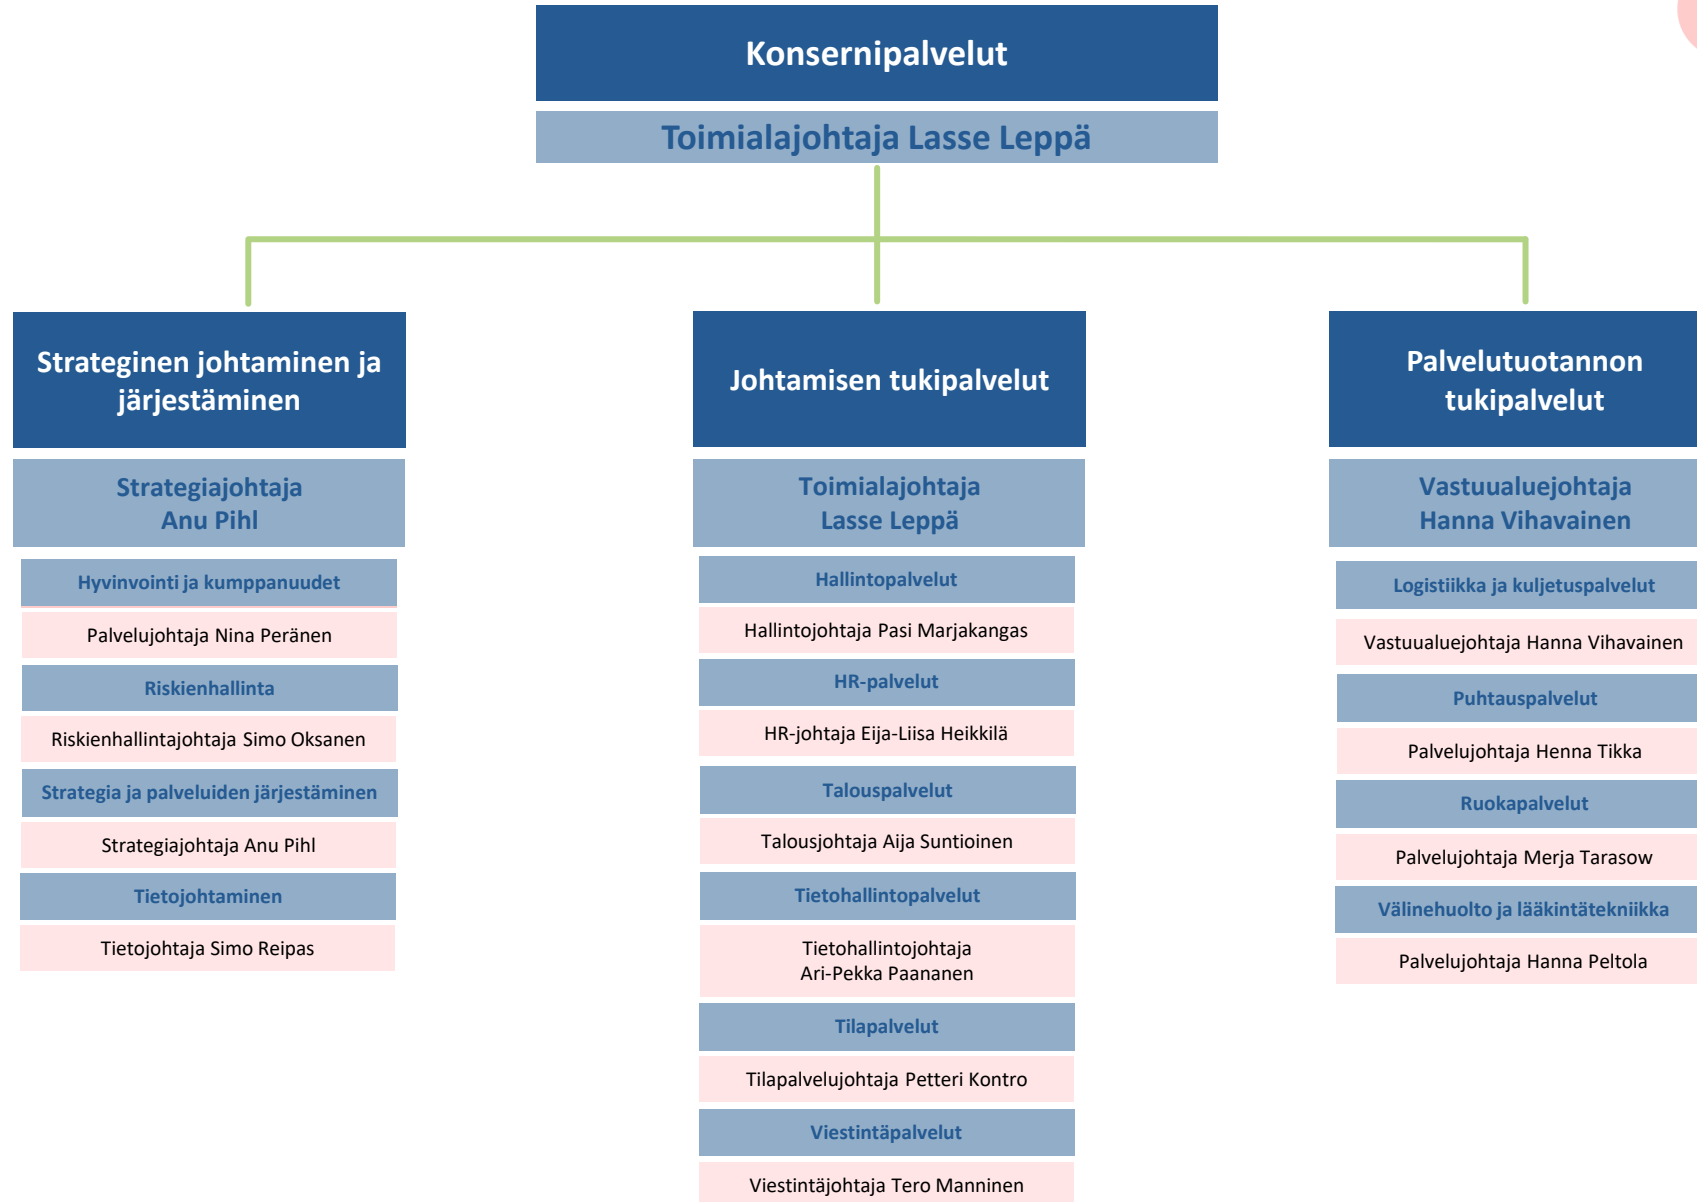 Konsernipalvelut
Toimialajohtaja Lasse Leppä
Strateginen johtaminen ja
järjestäminen
Strategiajohtaja
Anu Pihl
Hyvinvointi ja kumppanuudet
Palvelujohtaja Nina Peränen
Riskienhallinta
Riskienhallintajohtaja Simo Oksanen
Strategia ja palveluiden järjestäminen
Strategiajohtaja Anu Pihl
Tietojohtaminen
Tietojohtaja Simo Reipas
Johtamisen tukipalvelut
Toimialajohtaja
Lasse Leppä
Hallintopalvelut
Hallintojohtaja Pasi Marjakangas
HR-palvelut
HR-johtaja Eija-Liisa Heikkilä
Talouspalvelut
Talousjohtaja Aija Suntioinen
Tietohallintopalvelut
Tietohallintojohtaja
Ari-Pekka Paananen
Tilapalvelut
Tilapalvelujohtaja Petteri Kontro
Viestintäpalvelut
Viestintäjohtaja Tero Manninen
Palvelutuotannon
tukipalvelut
Vastuualuejohtaja
Hanna Vihavainen
Logistiikka ja kuljetuspalvelut
Vastuualuejohtaja Hanna Vihavainen
Puhtauspalvelut
Palvelujohtaja Henna Tikka
Ruokapalvelut
Palvelujohtaja Merja Tarasow
Välinehuolto ja lääkintätekniikka
Palvelujohtaja Hanna Peltola